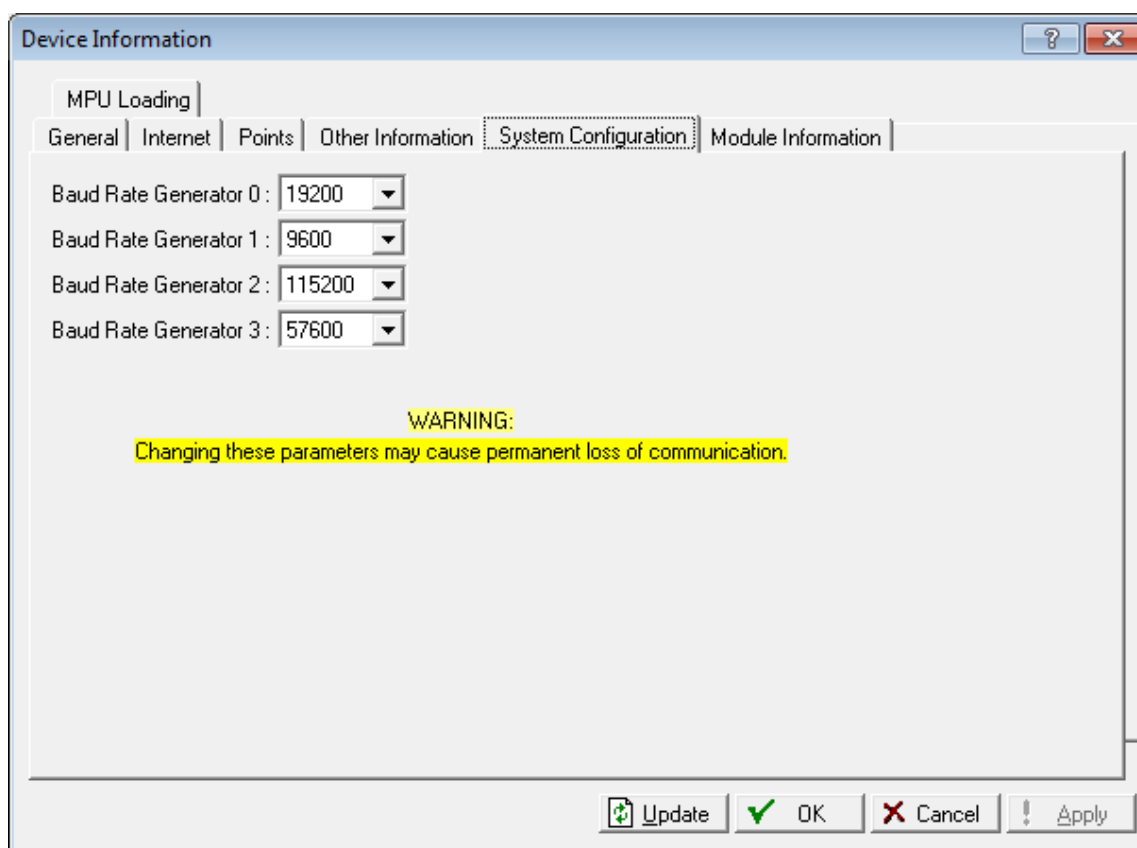 Device Information
MPU Loading
General Internet Points Other Information System Configuration Module Information
Baud Rate Generator 0 : 19200
Baud Rate Generator 1 : 9600
Baud Rate Generator 2 : 115200
Baud Rate Generator 3 : 57600
WARNING:
Changing these parameters may cause permanent loss of communication.
Update OK Cancel Apply